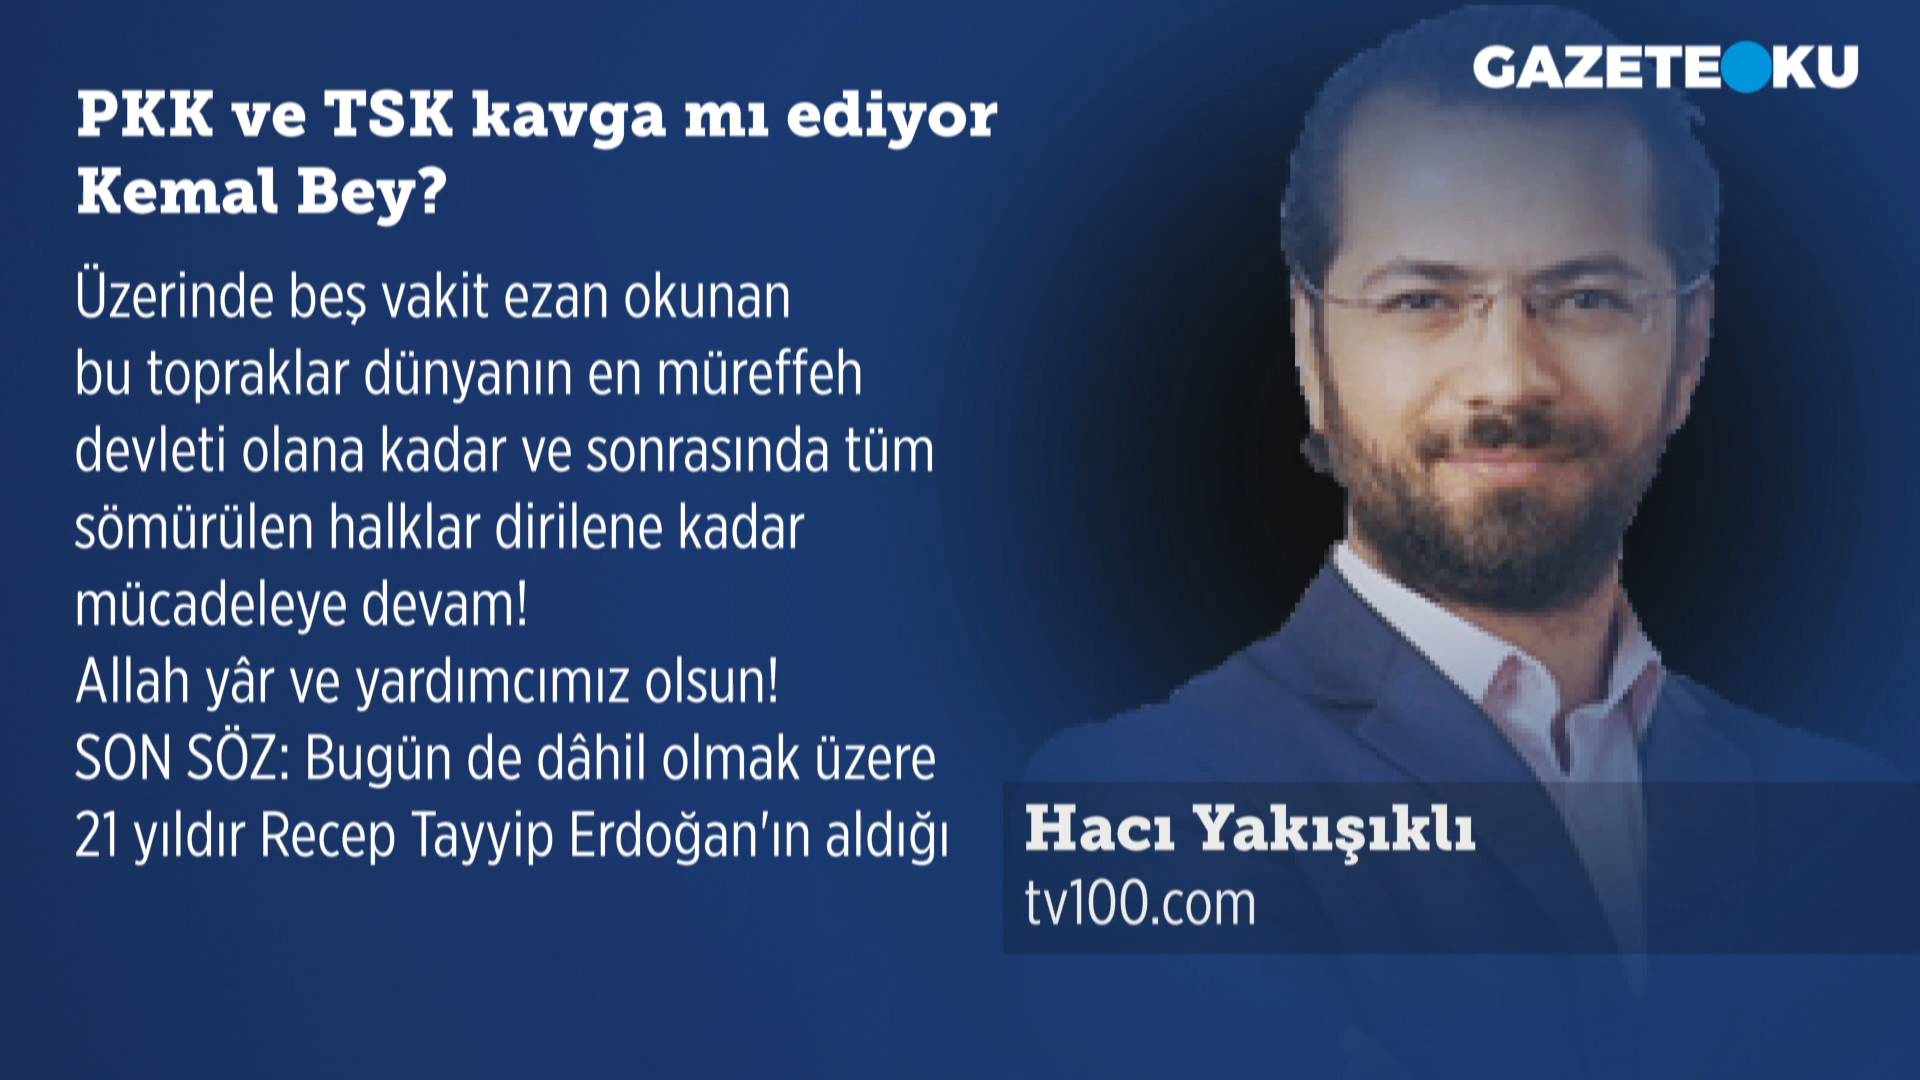 GAZETEOKU
PKK ve TSK kavga mı ediyor
Kemal Bey?
Üzerinde beş vakit ezan okunan
bu topraklar dünyanın en müreffeh
devleti olana kadar ve sonrasında tüm
sömürülen halklar dirilene kadar
mücadeleye devam!
Allah yâr ve yardımcımız olsun!
SON SÖZ: Bugün de dâhil olmak üzere
21 yıldır Recep Tayyip Erdoğan'ın aldığı
Hacı Yakışıklı
tv100.com